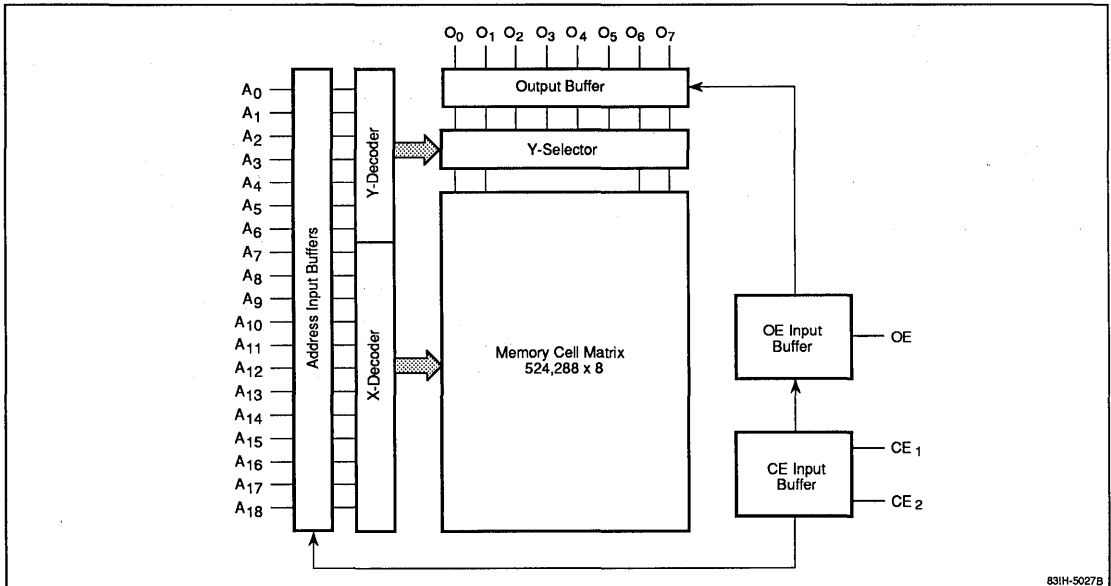 O0 O1 O2 O3 O4 O5 O6 O7
Output Buffer
Y-Selector
A0
A1
A2
A3
A4
A5
A6
A7
A8
A9
A10
A11
A12
A13
A14
A15
A16
A17
A18
Address Input Buffers
Y-Decoder
X-Decoder
Memory Cell Matrix
524,288 x 8
OE Input
Buffer
OE
CE Input
Buffer
CE 1
CE 2
83IH-5027B